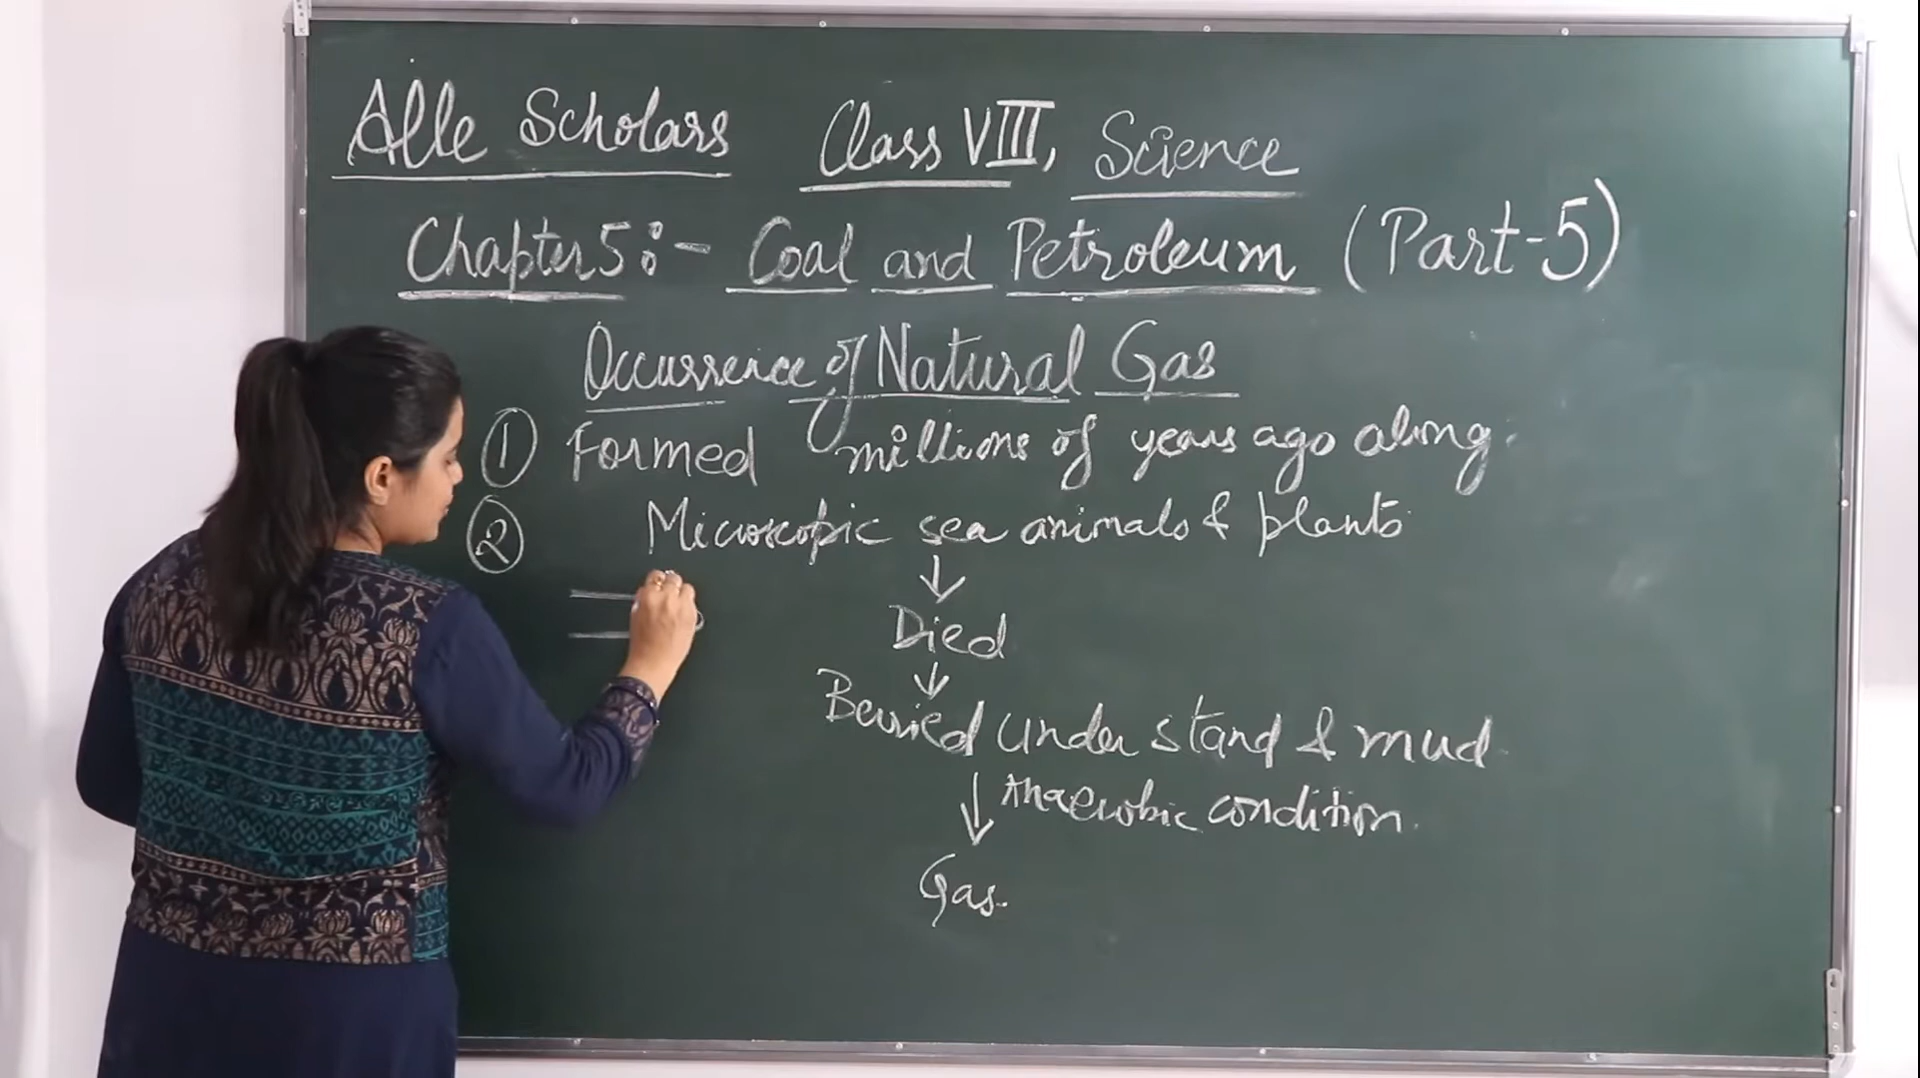 Alle Scholars Class VIII, Science
Chapter 5:- Coal and Petroleum (Part-5)
Occurrence of Natural Gas
① Formed millions of years ago along
② Microscopic sea animals & plants
↓
Died
↓
Burried under stand & mud
↓ Anaerobic condition.
Gas.